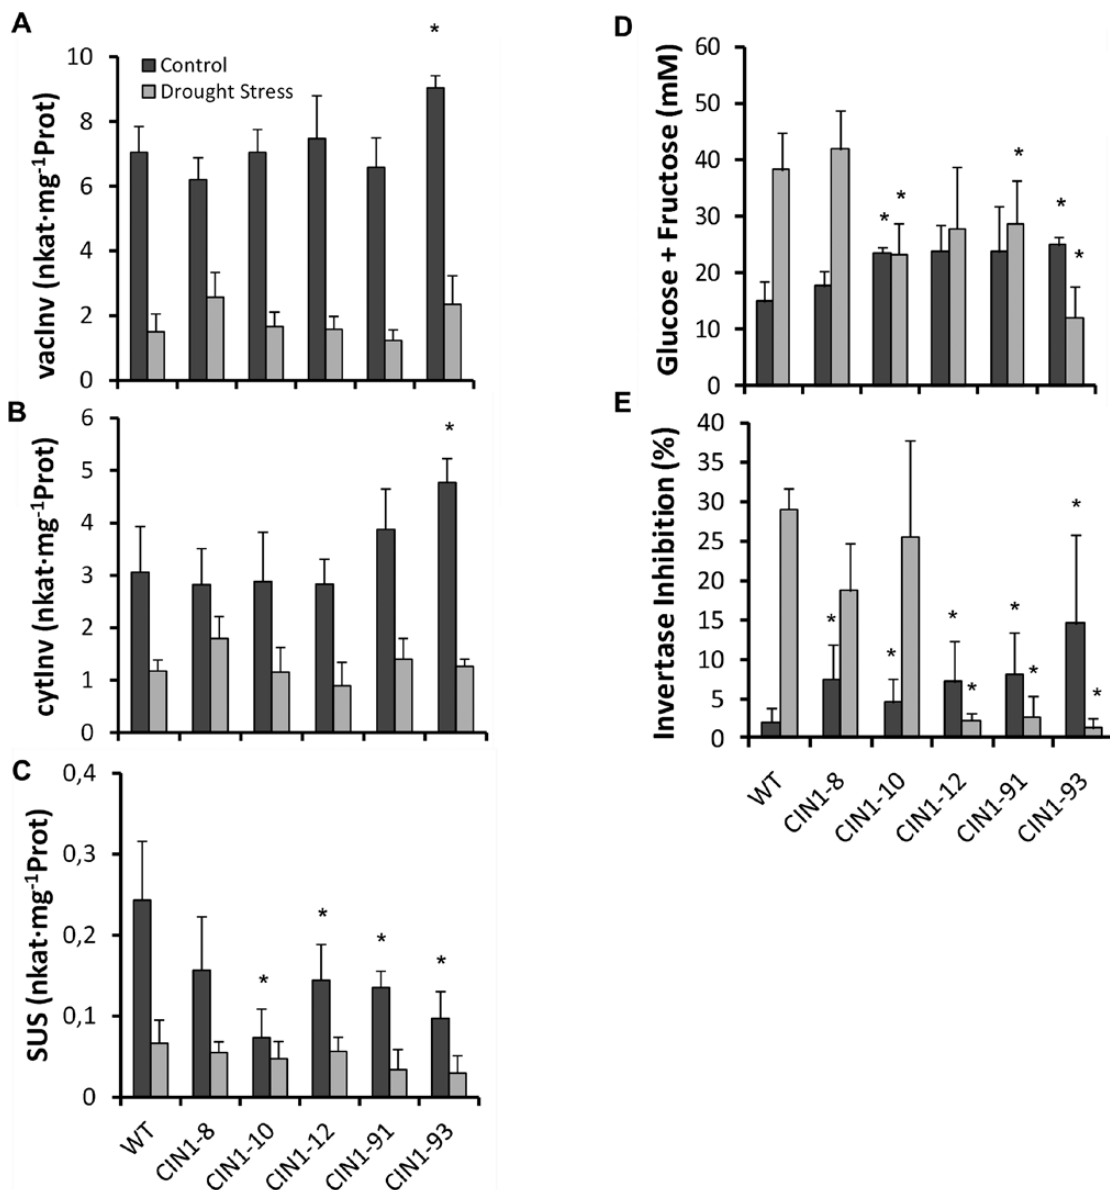 A
*
10
8
6
4
2
0
vacInv (nkat·mg⁻¹Prot)
Control
Drought Stress
B
*
6
5
4
3
2
1
0
cytInv (nkat·mg⁻¹Prot)
C
0,4
0,3
0,2
0,1
0
SUS (nkat·mg⁻¹Prot)
* * * *
WT CIN1-8 CIN1-10 CIN1-12 CIN1-91 CIN1-93
D
60
50
40
30
20
10
0
Glucose + Fructose (mM)
* * * * *
E
40
35
30
25
20
15
10
5
0
Invertase Inhibition (%)
* * * * * * * *
WT CIN1-8 CIN1-10 CIN1-12 CIN1-91 CIN1-93